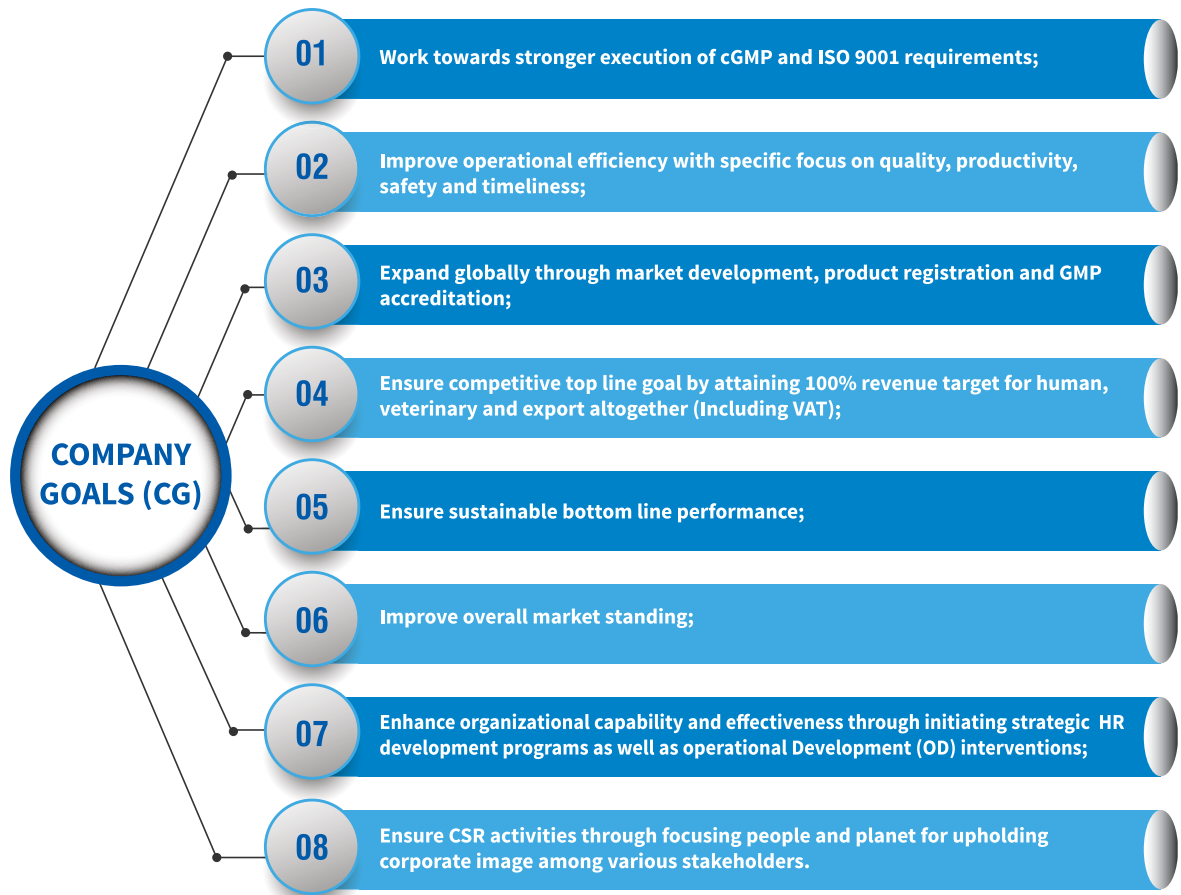 COMPANY
GOALS (CG)
01
Work towards stronger execution of cGMP and ISO 9001 requirements;
02
Improve operational efficiency with specific focus on quality, productivity,
safety and timeliness;
03
Expand globally through market development, product registration and GMP
accreditation;
04
Ensure competitive top line goal by attaining 100% revenue target for human,
veterinary and export altogether (Including VAT);
05
Ensure sustainable bottom line performance;
06
Improve overall market standing;
07
Enhance organizational capability and effectiveness through initiating strategic HR
development programs as well as operational Development (OD) interventions;
08
Ensure CSR activities through focusing people and planet for upholding
corporate image among various stakeholders.